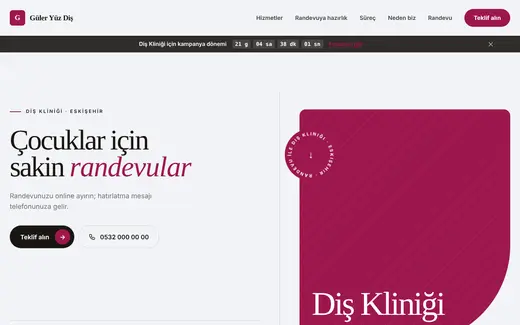 G Güler Yüz Diş
Hizmetler Randevuya hazırlık Süreç Neden biz Randevu Teklif alın
Diş Kliniği için kampanya dönemi 21 g 04 sa 38 dk 01 sn
DİŞ KLİNİĞİ · ESKİŞEHİR
Çocuklar için
sakin randevular
Randevunuzu online ayırın; hatırlatma mesajı
telefonunuza gelir.
Teklif alın → 0532 000 00 00
DİŞ KLİNİĞİ · ESKİŞEHİR · RANDEVU İLE
Diş Kliniği